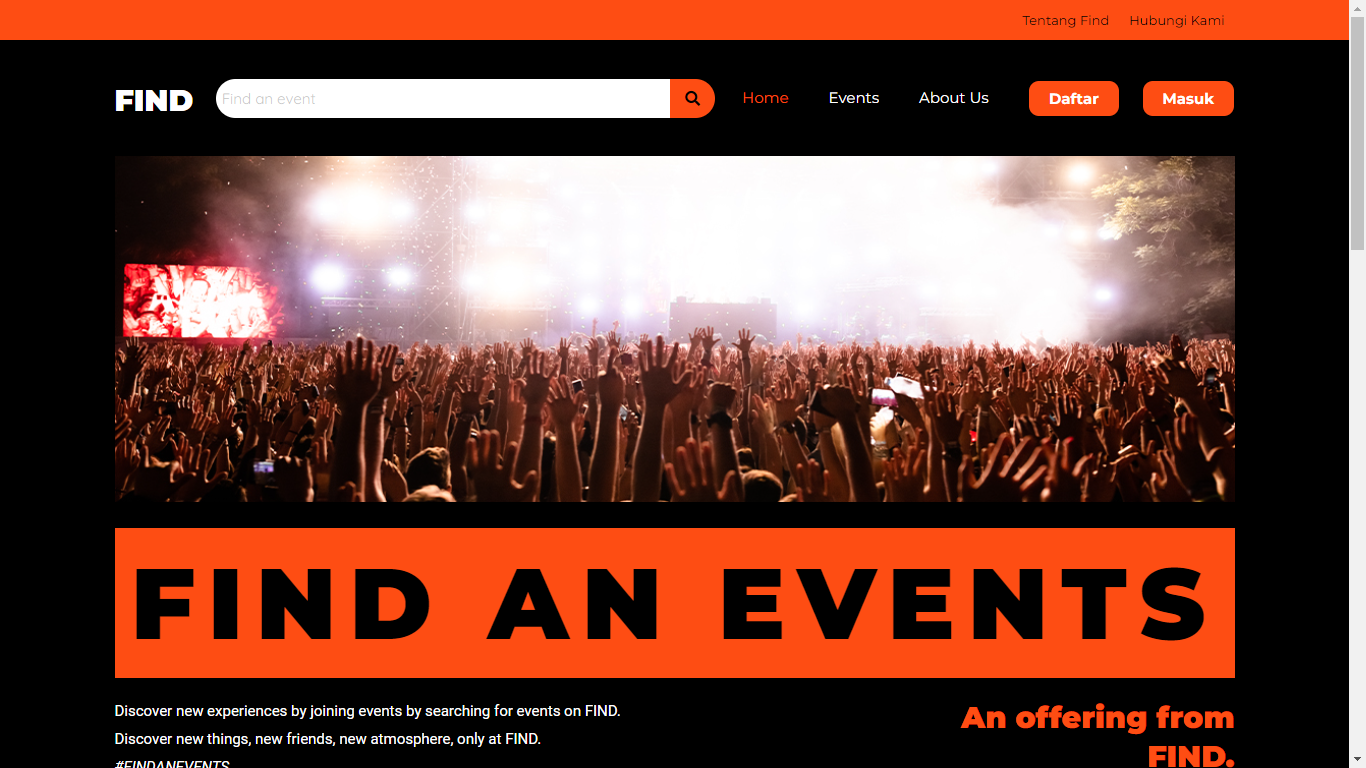 Tentang Find
Hubungi Kami
FIND
Find an event
Home
Events
About Us
Daftar
Masuk
FIND AN EVENTS
Discover new experiences by joining events by searching for events on FIND.
Discover new things, new friends, new atmosphere, only at FIND.
#FINDANEVENTS
An offering from
FIND.